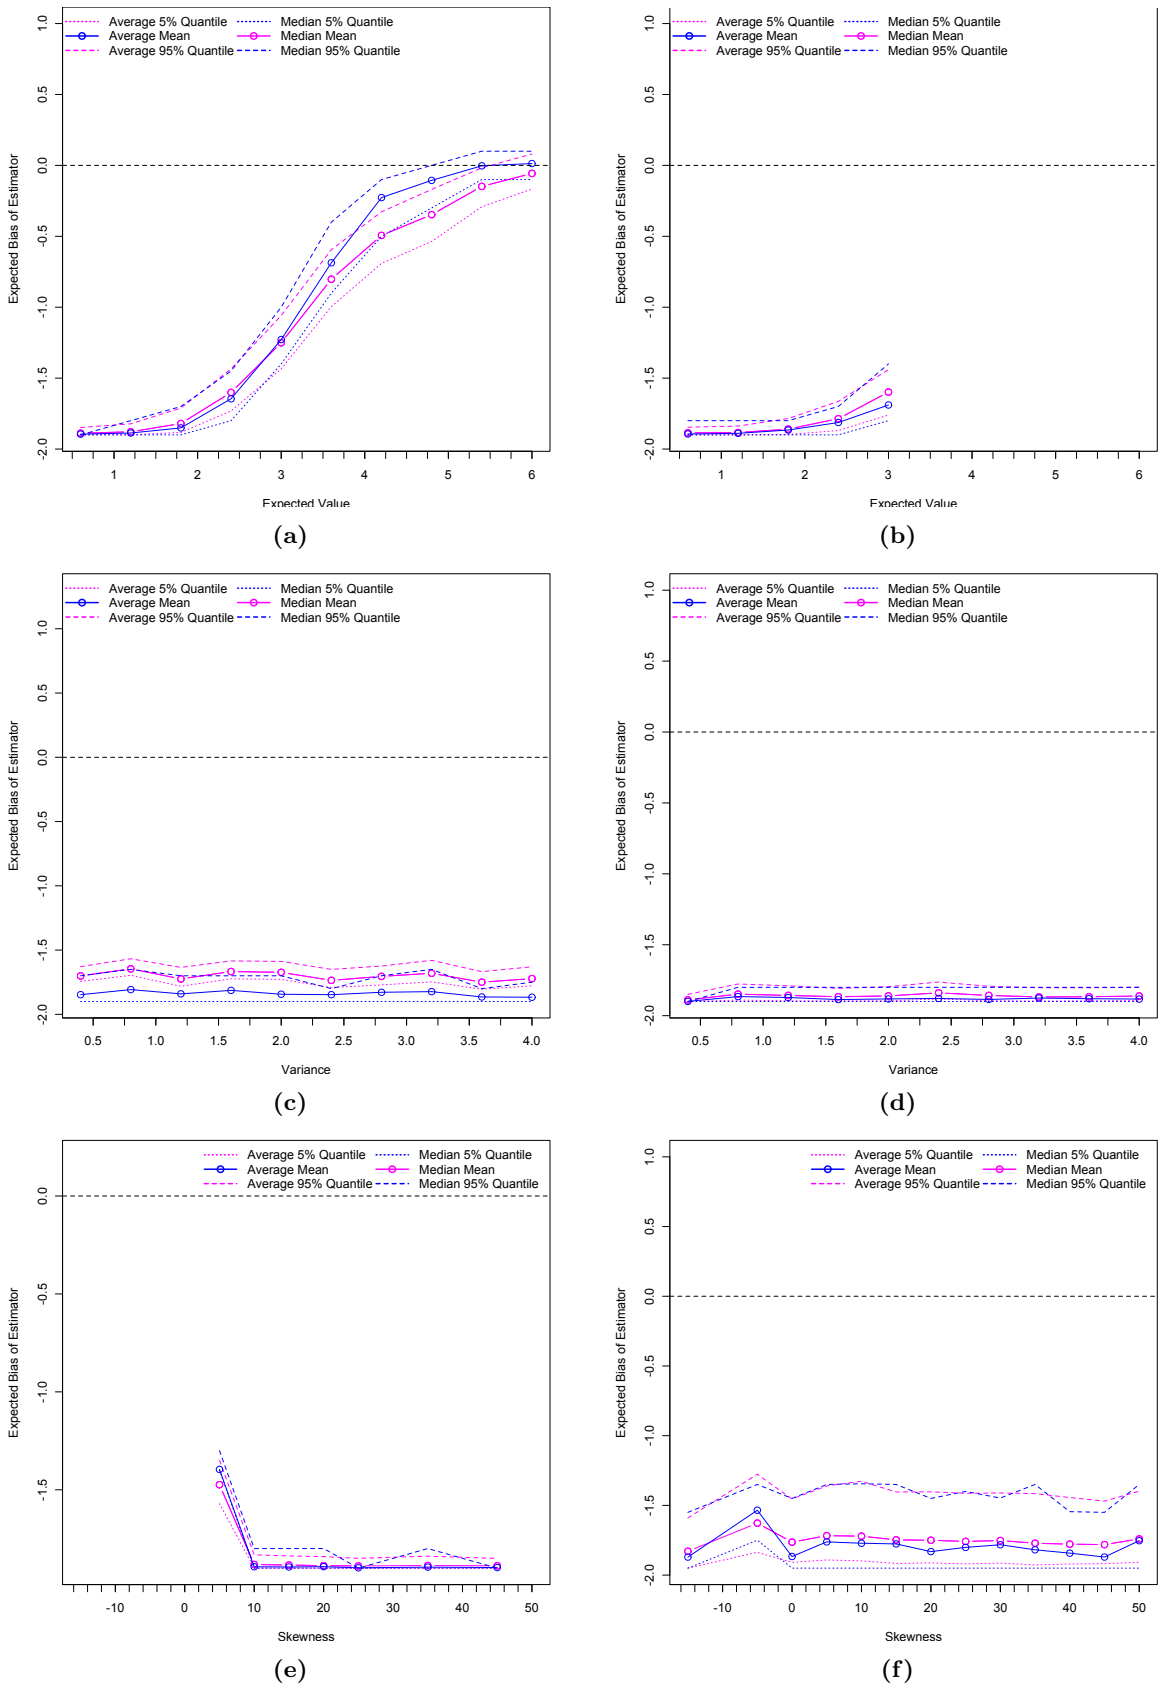 Average 5% Quantile Median 5% Quantile
Average Mean Median Mean
Average 95% Quantile Median 95% Quantile
Expected Bias of Estimator
1.0
0.5
0.0
-0.5
-1.0
-1.5
-2.0
1 2 3 4 5 6
Expected Value
(a)
Average 5% Quantile Median 5% Quantile
Average Mean Median Mean
Average 95% Quantile Median 95% Quantile
Expected Bias of Estimator
1.0
0.5
0.0
-0.5
-1.0
-1.5
-2.0
1 2 3 4 5 6
Expected Value
(b)
Average 5% Quantile Median 5% Quantile
Average Mean Median Mean
Average 95% Quantile Median 95% Quantile
Expected Bias of Estimator
1.0
0.5
0.0
-0.5
-1.0
-1.5
-2.0
0.5 1.0 1.5 2.0 2.5 3.0 3.5 4.0
Variance
(c)
Average 5% Quantile Median 5% Quantile
Average Mean Median Mean
Average 95% Quantile Median 95% Quantile
Expected Bias of Estimator
1.0
0.5
0.0
-0.5
-1.0
-1.5
-2.0
0.5 1.0 1.5 2.0 2.5 3.0 3.5 4.0
Variance
(d)
Average 5% Quantile Median 5% Quantile
Average Mean Median Mean
Average 95% Quantile Median 95% Quantile
Expected Bias of Estimator
0.0
-0.5
-1.0
-1.5
-10 0 10 20 30 40 50
Skewness
(e)
Average 5% Quantile Median 5% Quantile
Average Mean Median Mean
Average 95% Quantile Median 95% Quantile
Expected Bias of Estimator
1.0
0.5
0.0
-0.5
-1.0
-1.5
-2.0
-10 0 10 20 30 40 50
Skewness
(f)